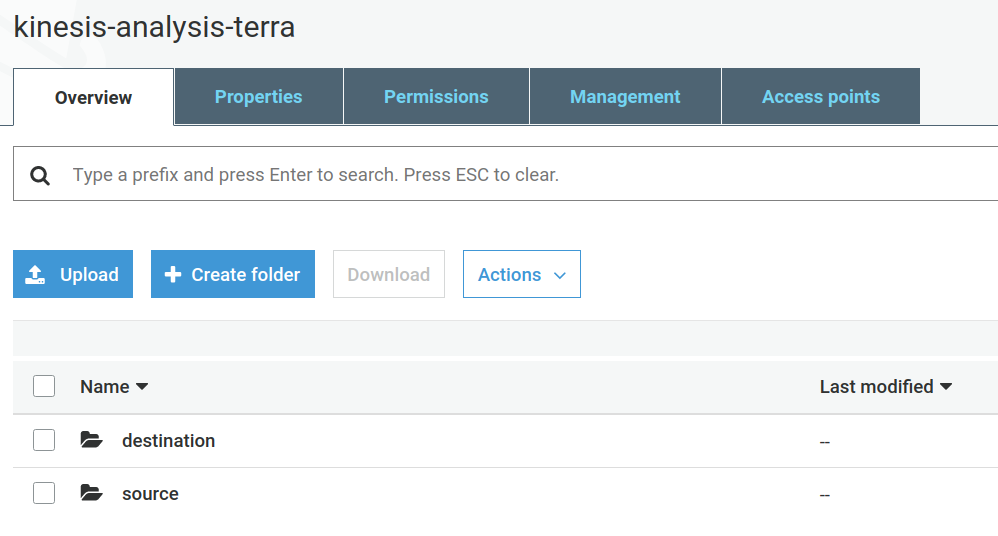 kinesis-analysis-terra
Overview Properties Permissions Management Access points
Type a prefix and press Enter to search. Press ESC to clear.
Upload Create folder Download Actions
Name Last modified
destination --
source --